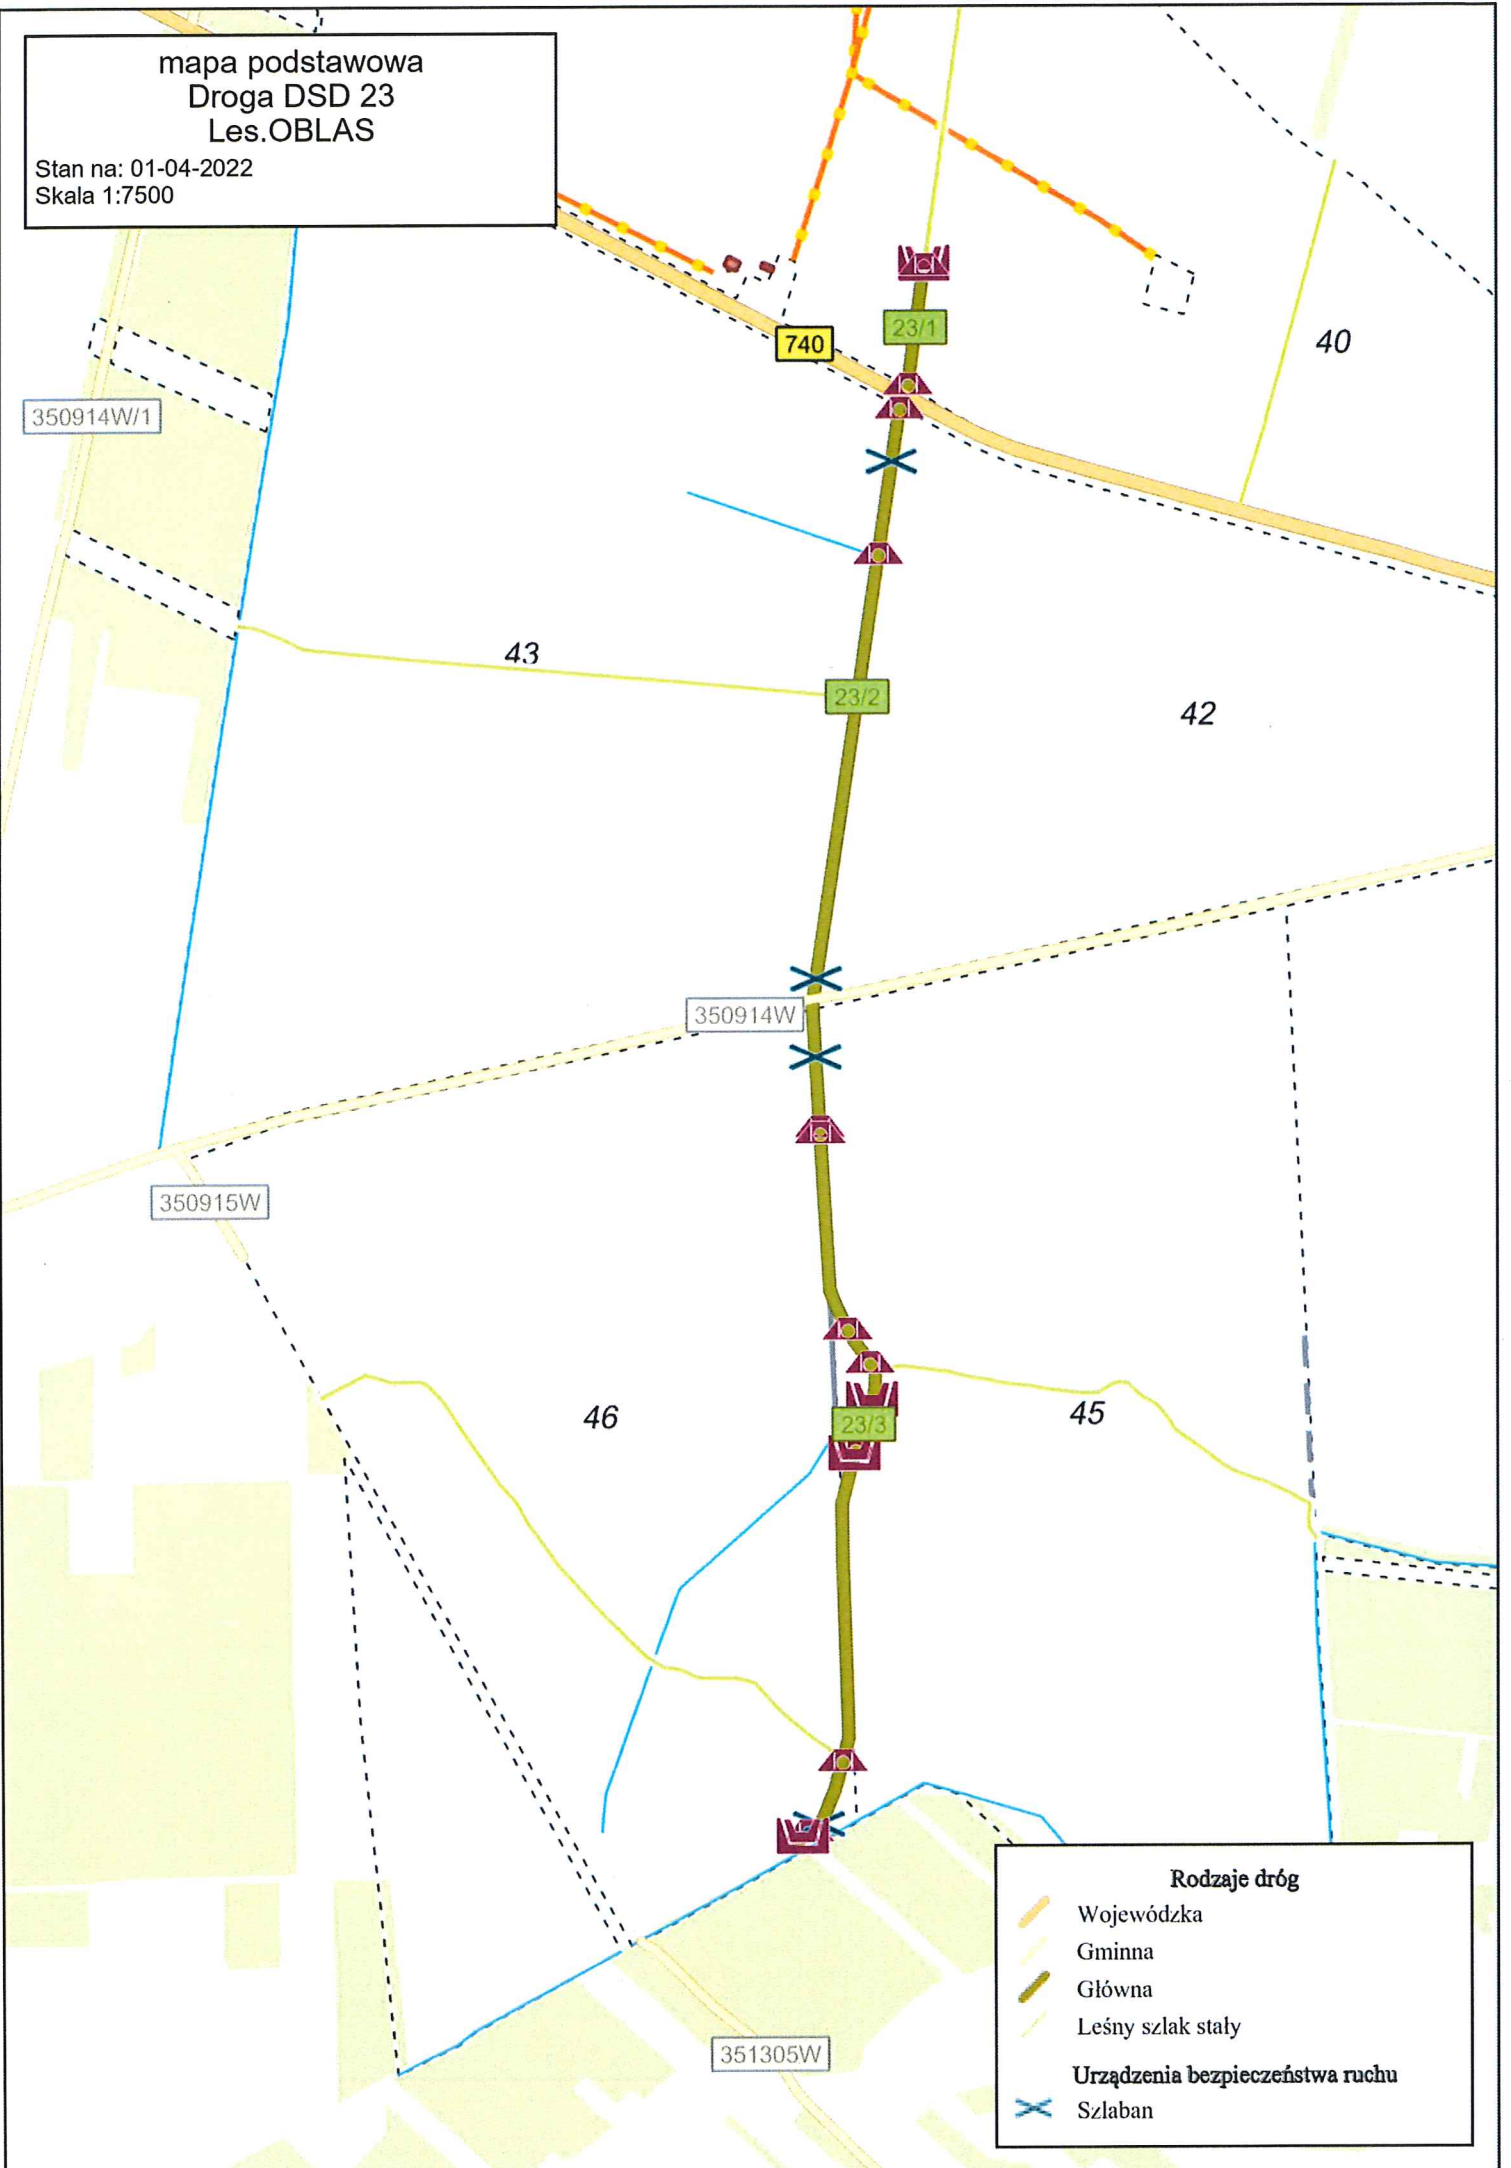 mapa podstawowa
Droga DSD 23
Les.OBLAS
Stan na: 01-04-2022
Skala 1:7500
23/1
740
40
350914W/1
43
23/2
42
350914W
350915W
46
45
23/3
351305W
Rodzaje dróg
Wojewódzka
Gminna
Główna
Leśny szlak stały
Urządzenia bezpieczeństwa ruchu
Szlaban